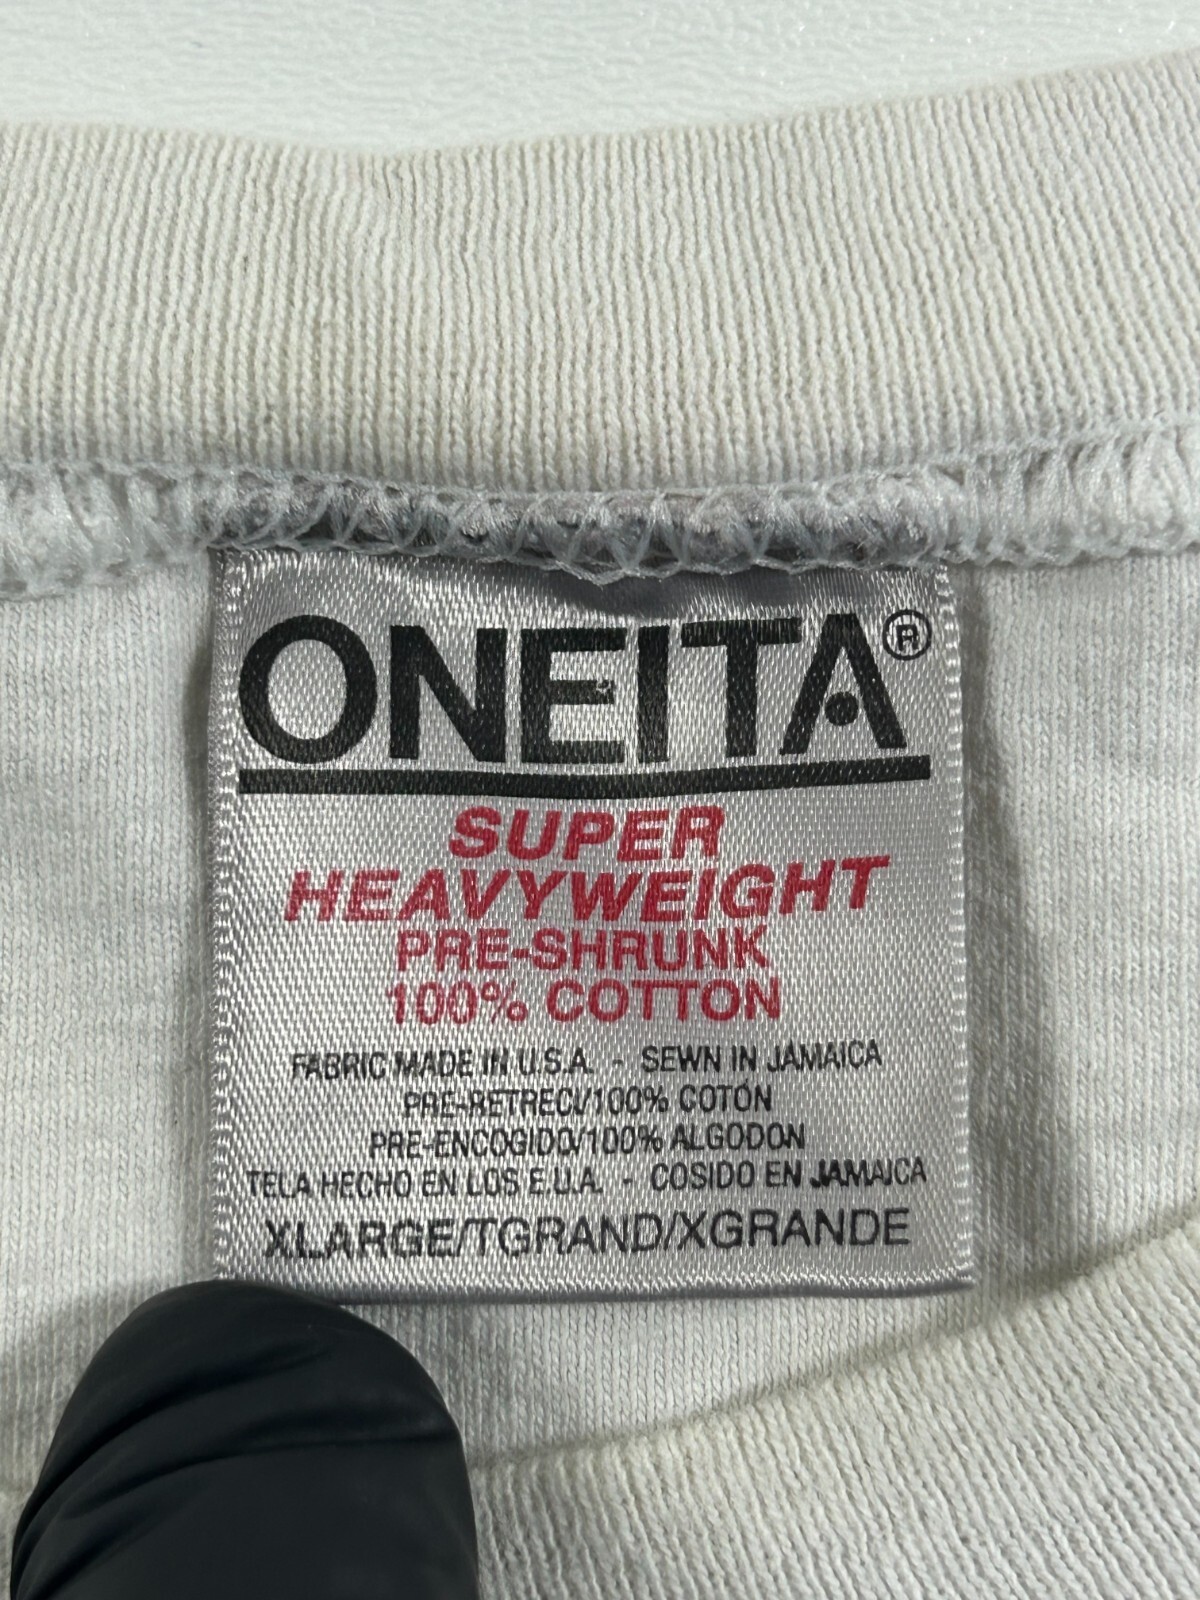 ONEITA®
SUPER
HEAVYWEIGHT
PRE-SHRUNK
100% COTTON
FABRIC MADE IN U.S.A. - SEWN IN JAMAICA
PRE-RETRECI/100% COTÓN
PRE-ENCOGIDO/100% ALGODON
TELA HECHO EN LOS E.U.A. - COSIDO EN JAMAICA
XLARGE/TGRAND/XGRANDE